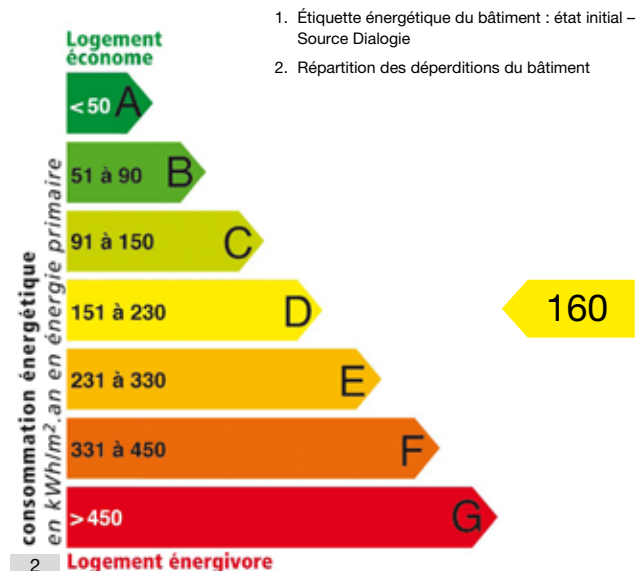 1. Étiquette énergétique du bâtiment : état initial –
Source Dialogie
2. Répartition des déperditions du bâtiment
Logement
économe
< 50 A
51 à 90 B
91 à 150 C
151 à 230 D
160
231 à 330 E
331 à 450 F
> 450 G
consommation énergétique
en kWh/m².an en énergie primaire
2
Logement énergivore